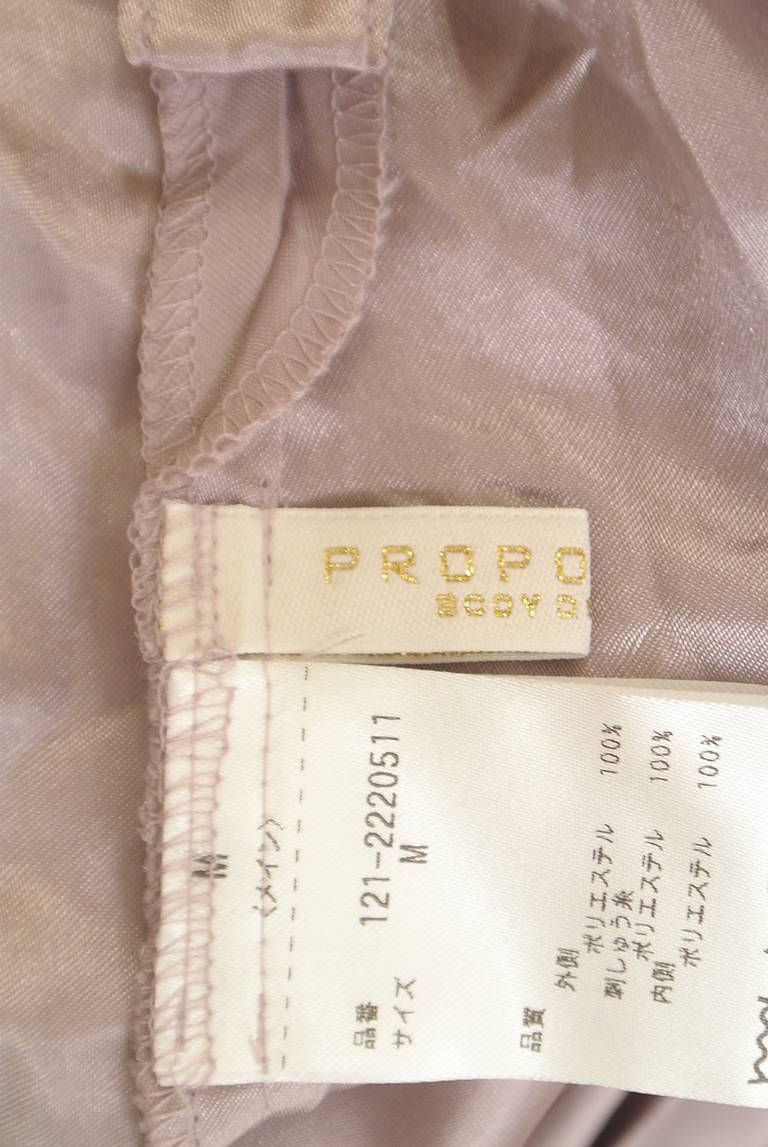 PROPO
BODY D
M
〈メイン〉
品番 121-2220511
サイズ M
品質
外側
ポリエステル 100%
刺しゅう糸
ポリエステル 100%
内側
ポリエステル 100%